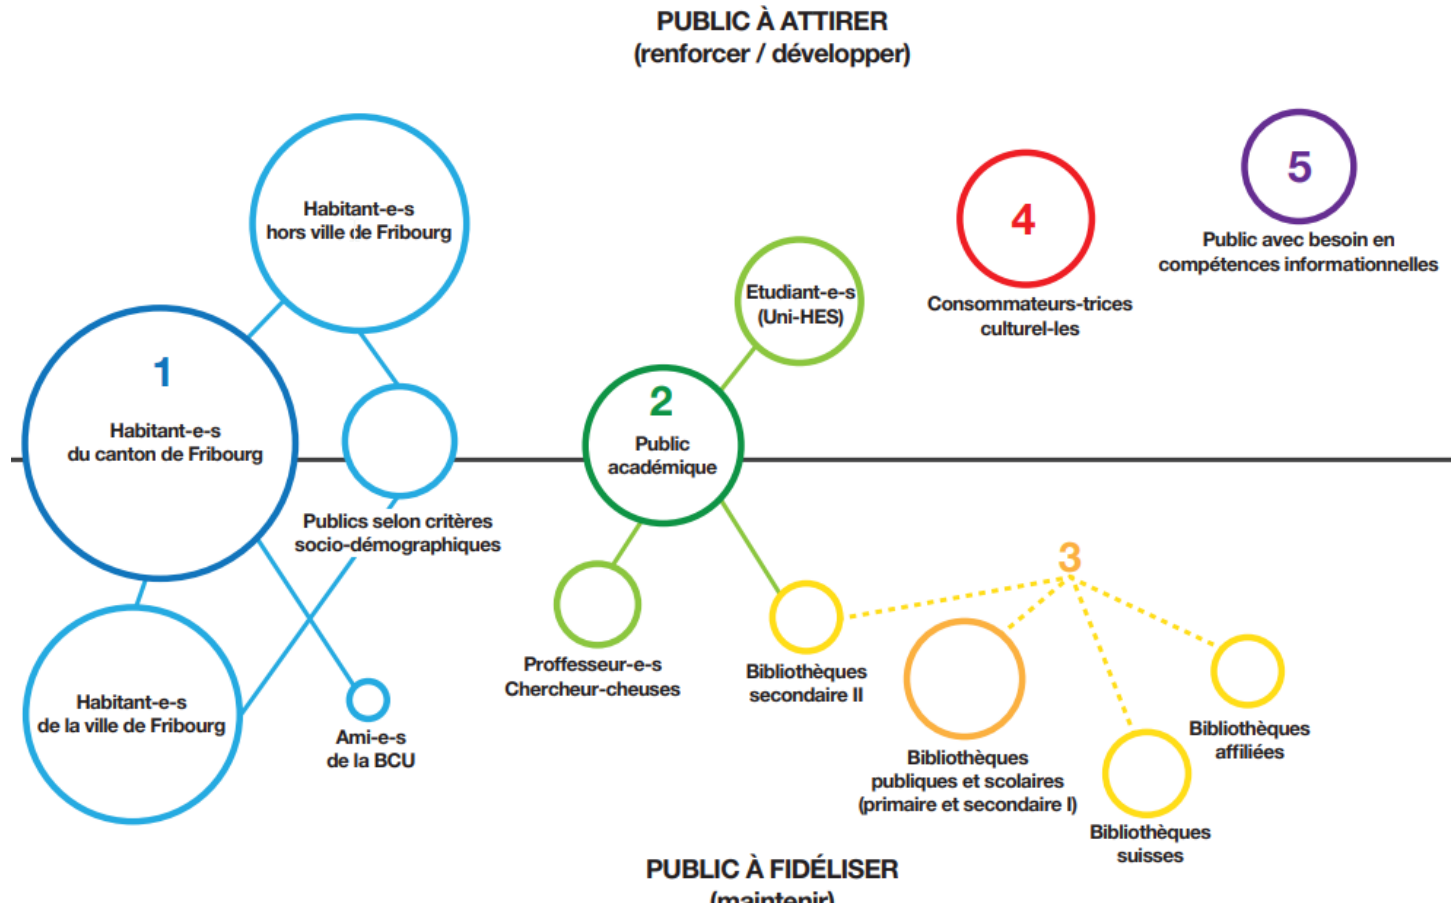 PUBLIC À ATTIRER
(renforcer / développer)
5
Public avec besoin en
compétences informationnelles
4
Consommateurs-trices
culturel-les
Habitant-e-s
hors ville de Fribourg
Etudiant-e-s
(Uni-HES)
1
Habitant-e-s
du canton de Fribourg
2
Public
académique
Publics selon critères
socio-démographiques
3
Proffesseur-e-s
Chercheur-cheuses
Bibliothèques
secondaire II
Habitant-e-s
de la ville de Fribourg
Ami-e-s
de la BCU
Bibliothèques
publiques et scolaires
(primaire et secondaire I)
Bibliothèques
affiliées
Bibliothèques
suisses
PUBLIC À FIDÉLISER
(maintenir)